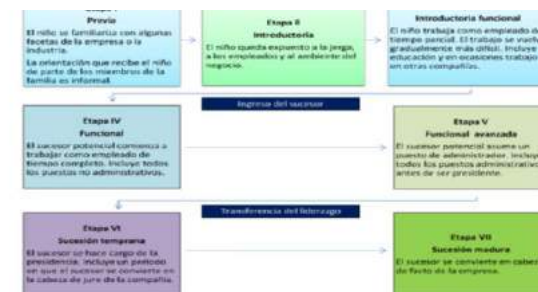 Previo
El niño se familiariza con algunas
facetas de la empresa o la
industria.
La orientación que recibe el niño
de parte de los miembros de la
familia es informal.
Etapa II
Introductoria
El niño queda expuesto a la jerga,
a los empleados y al ambiente del
negocio.
Introductoria funcional
El niño trabaja como empleado de
tiempo parcial. El trabajo se vuelve
gradualmente más difícil. Incluye
educación y en ocasiones trabajo
en otras compañías.
Ingreso del sucesor
Etapa IV
Funcional
El sucesor potencial comienza a
trabajar como empleado de
tiempo completo. Incluye todos
los puestos no administrativos.
Etapa V
Funcional avanzada
El sucesor potencial asume un
puesto de administrador. Incluye
todos los puestos administrativos
antes de ser presidente.
Transferencia del liderazgo
Etapa VI
Sucesión temprana
El sucesor se hace cargo de la
presidencia. Incluye un periodo
en que el sucesor se convierte en
la cabeza de jure de la compañía.
Etapa VII
Sucesión madura
El sucesor se convierte en cabeza
de facto de la empresa.